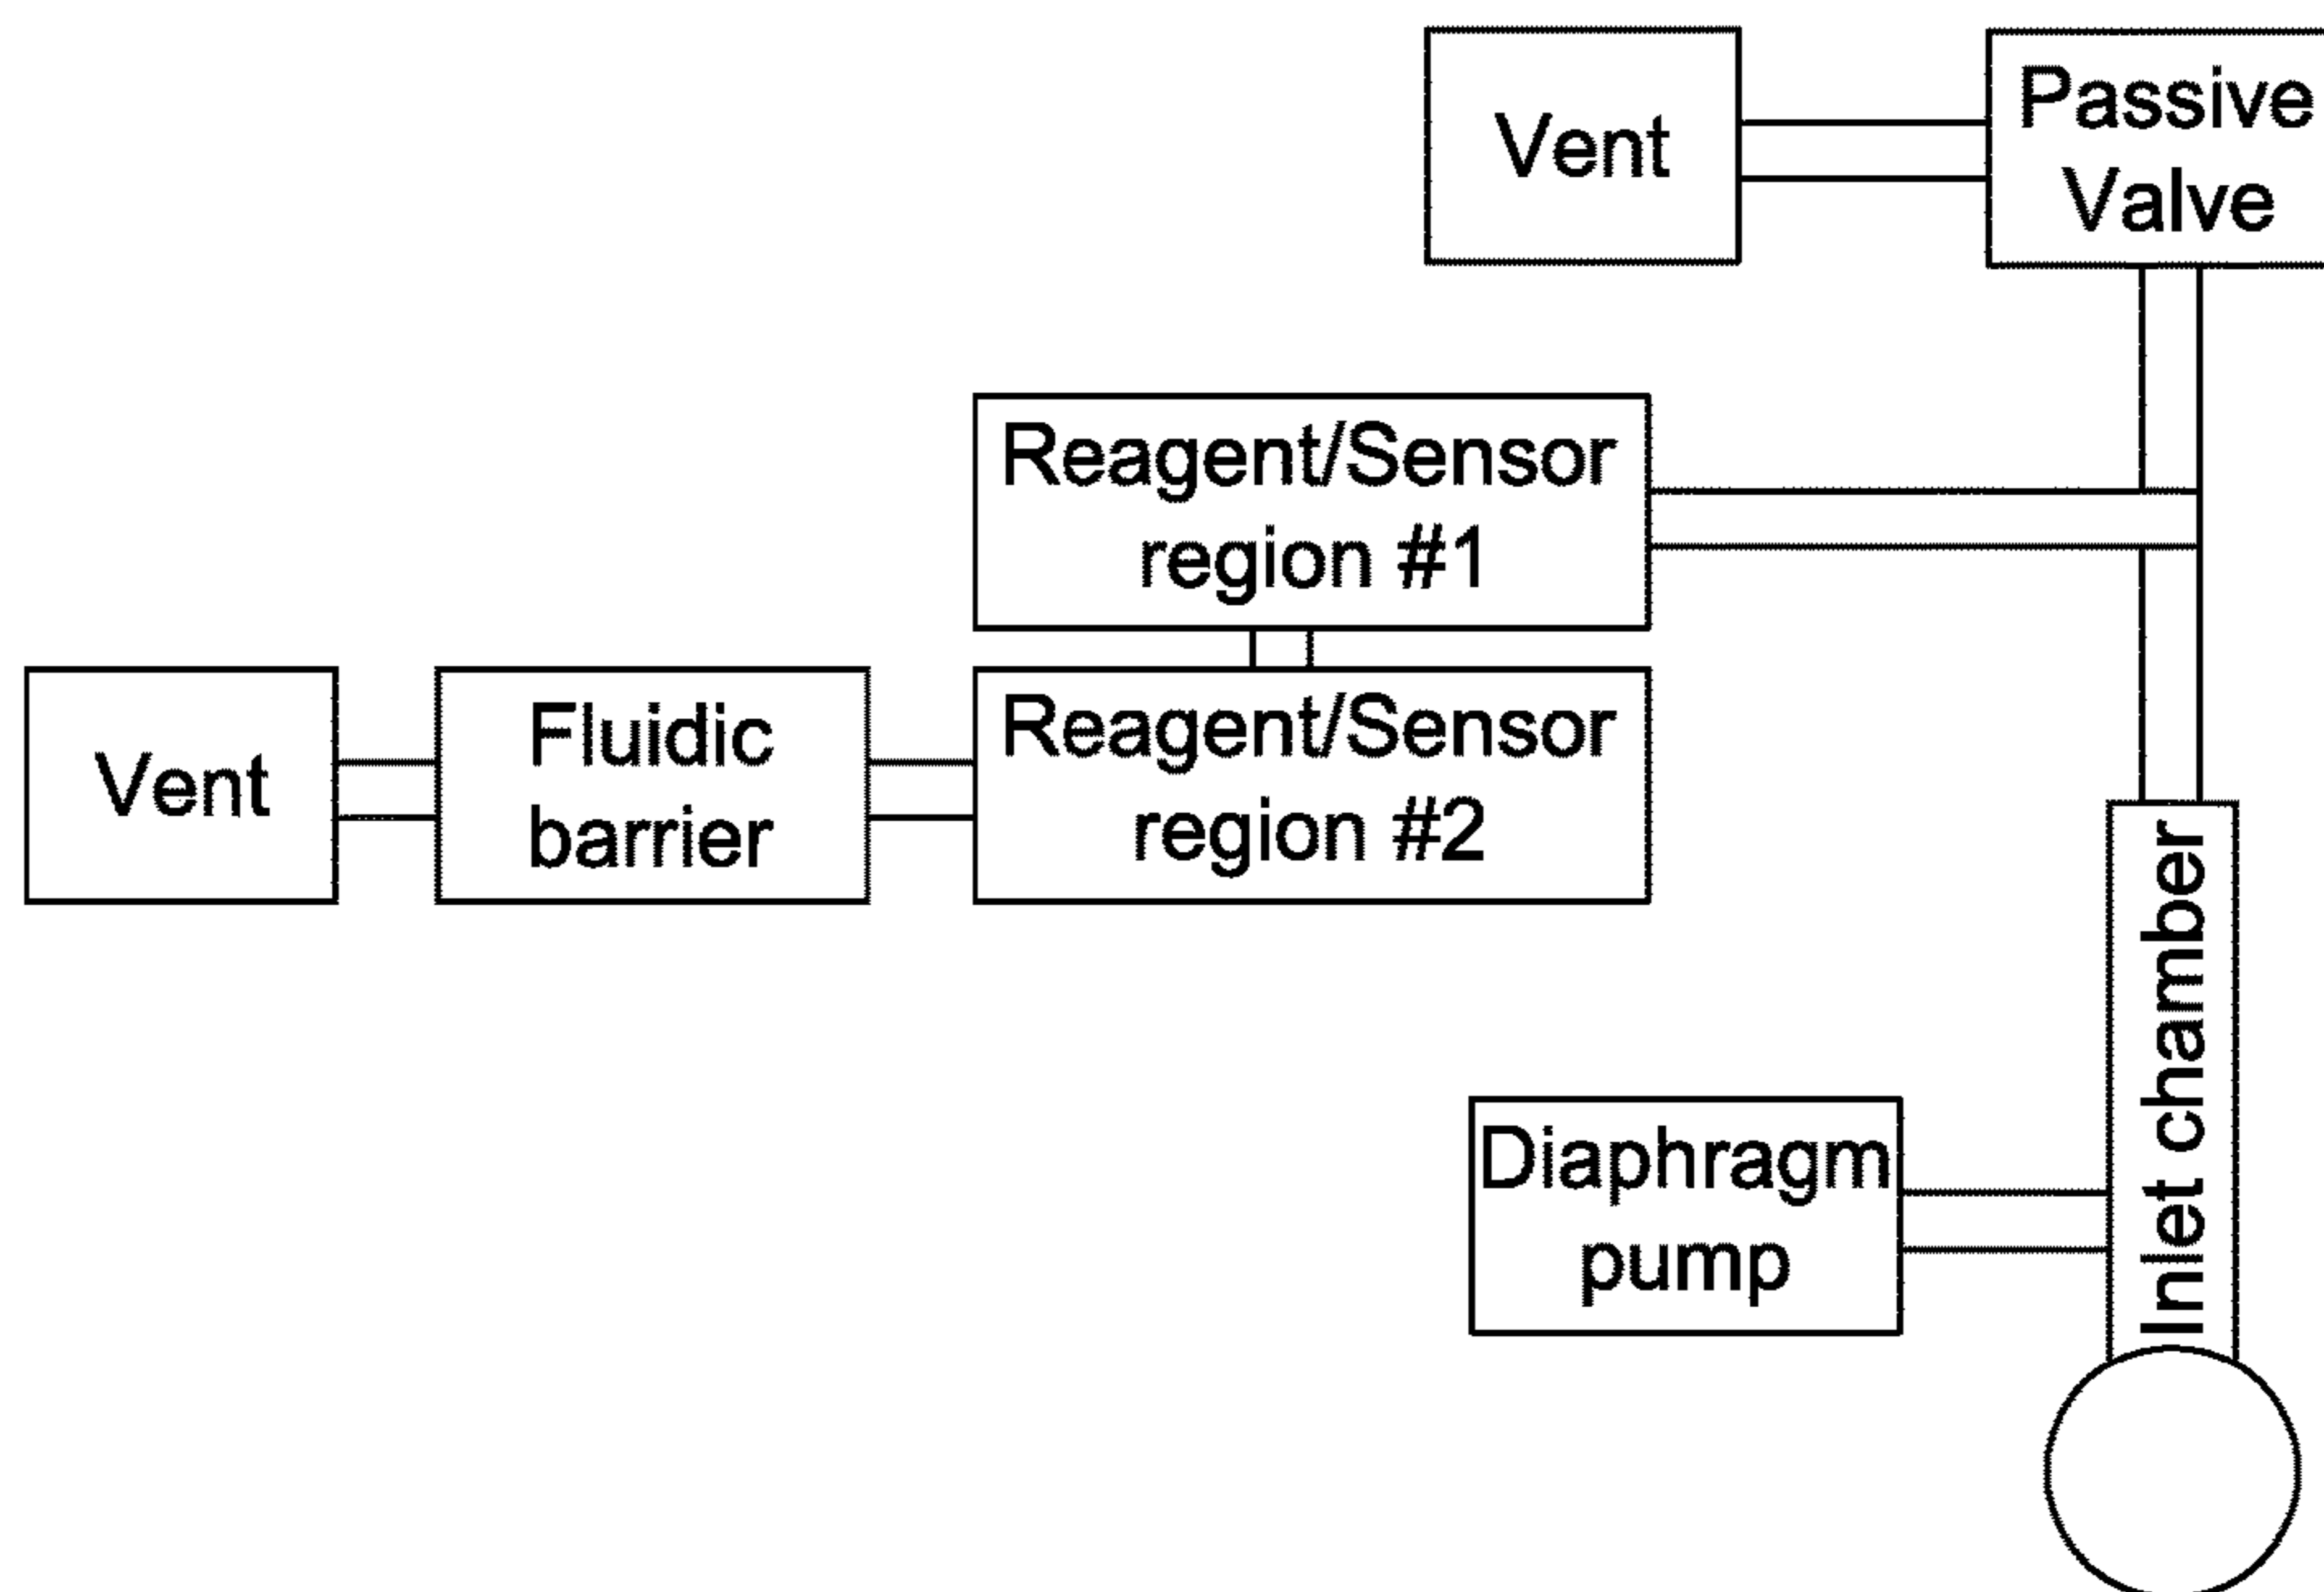 Vent
Passive
Valve
Reagent/Sensor
region #1
Vent
Fluidic
barrier
Reagent/Sensor
region #2
Inlet chamber
Diaphragm
pump